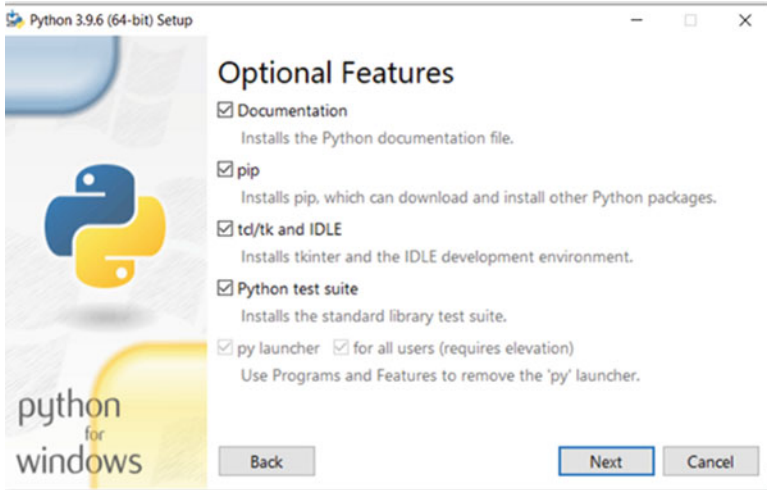 Python 3.9.6 (64-bit) Setup
Optional Features
Documentation
Installs the Python documentation file.
pip
Installs pip, which can download and install other Python packages.
tcl/tk and IDLE
Installs tkinter and the IDLE development environment.
Python test suite
Installs the standard library test suite.
py launcher for all users (requires elevation)
Use Programs and Features to remove the 'py' launcher.
python
for
windows
Back Next Cancel